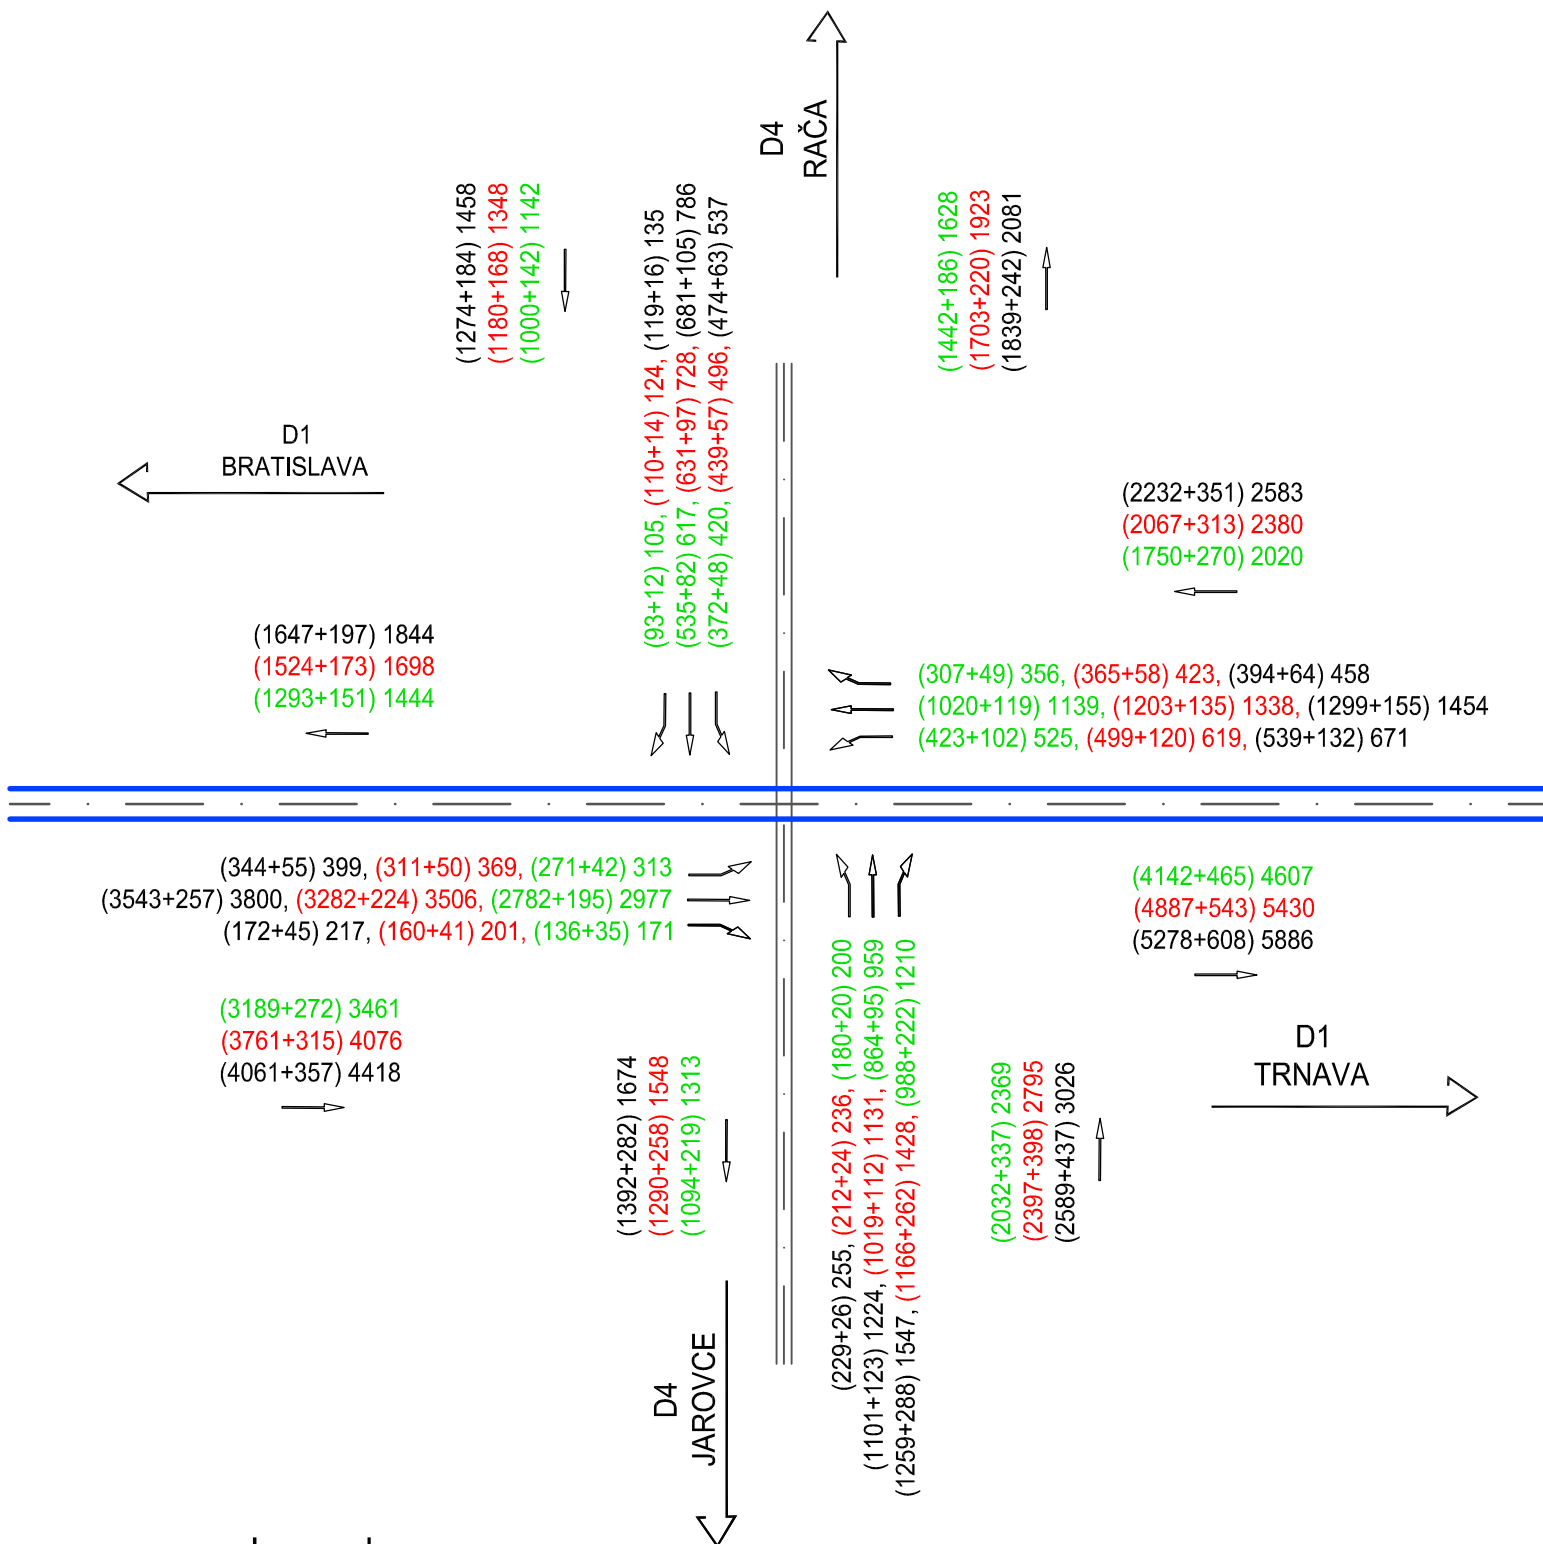 D4
RAČA
(1274+184) 1458
(1180+168) 1348
(1000+142) 1142
(93+12) 105, (110+14) 124, (119+16) 135
(535+82) 617, (631+97) 728, (681+105) 786
(372+48) 420, (439+57) 496, (474+63) 537
(1442+186) 1628
(1703+220) 1923
(1839+242) 2081
D1
BRATISLAVA
(2232+351) 2583
(2067+313) 2380
(1750+270) 2020
(1647+197) 1844
(1524+173) 1698
(1293+151) 1444
(307+49) 356, (365+58) 423, (394+64) 458
(1020+119) 1139, (1203+135) 1338, (1299+155) 1454
(423+102) 525, (499+120) 619, (539+132) 671
(344+55) 399, (311+50) 369, (271+42) 313
(3543+257) 3800, (3282+224) 3506, (2782+195) 2977
(172+45) 217, (160+41) 201, (136+35) 171
(4142+465) 4607
(4887+543) 5430
(5278+608) 5886
(3189+272) 3461
(3761+315) 4076
(4061+357) 4418
D1
TRNAVA
(1392+282) 1674
(1290+258) 1548
(1094+219) 1313
(229+26) 255, (212+24) 236, (180+20) 200
(1101+123) 1224, (1019+112) 1131, (864+95) 959
(1259+288) 1547, (1166+262) 1428, (988+222) 1210
(2032+337) 2369
(2397+398) 2795
(2589+437) 3026
D4
JAROVCE